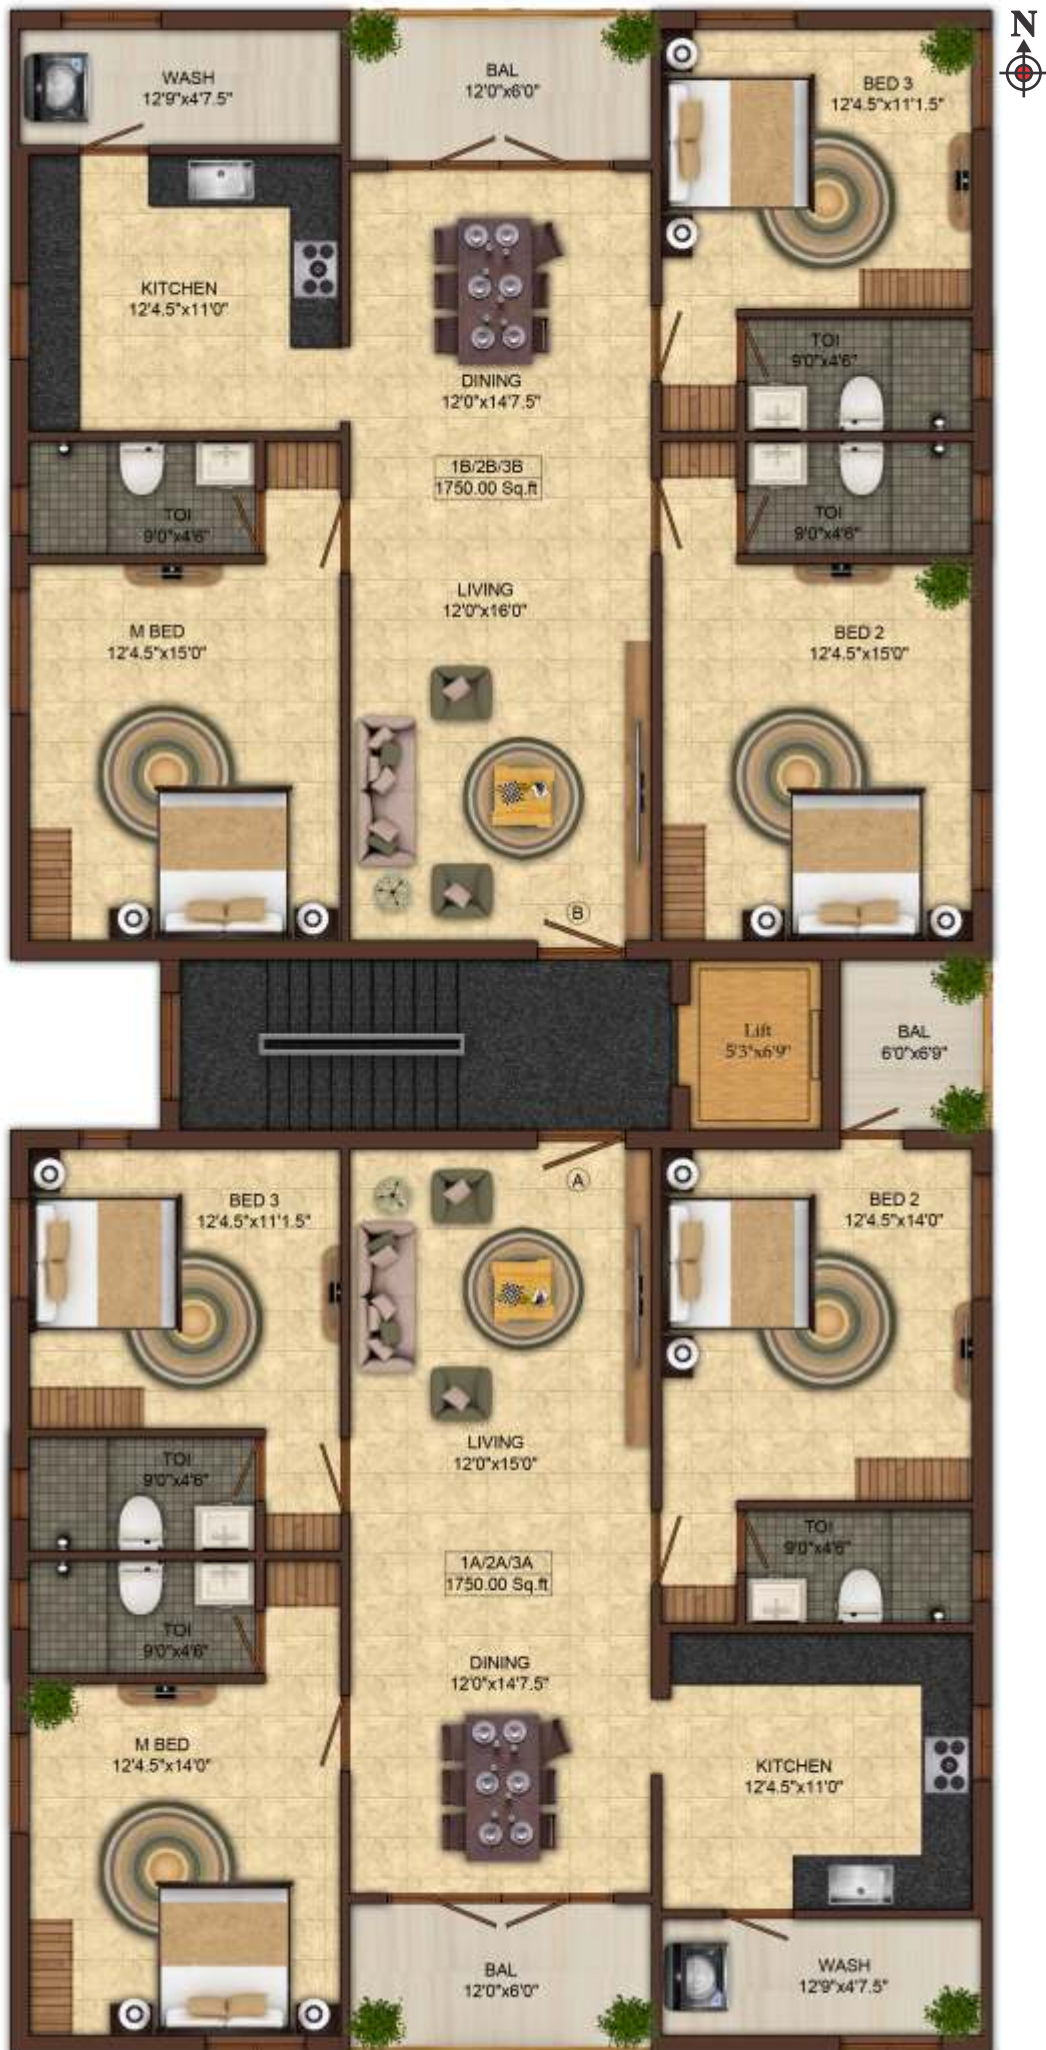 N
WASH
12'9"x4'7.5"
BAL
12'0"x6'0"
BED 3
12'4.5"x11'1.5"
KITCHEN
12'4.5"x11'0"
DINING
12'0"x14'7.5"
TOI
9'0"x4'6"
1B/2B/3B
1750.00 Sq.ft
TOI
9'0"x4'6"
TOI
9'0"x4'6"
LIVING
12'0"x16'0"
M BED
12'4.5"x15'0"
BED 2
12'4.5"x15'0"
B
Lift
5'3"x6'9"
BAL
6'0"x6'9"
A
BED 3
12'4.5"x11'1.5"
BED 2
12'4.5"x14'0"
LIVING
12'0"x15'0"
TOI
9'0"x4'6"
TOI
9'0"x4'6"
1A/2A/3A
1750.00 Sq.ft
TOI
9'0"x4'6"
DINING
12'0"x14'7.5"
M BED
12'4.5"x14'0"
KITCHEN
12'4.5"x11'0"
BAL
12'0"x6'0"
WASH
12'9"x4'7.5"